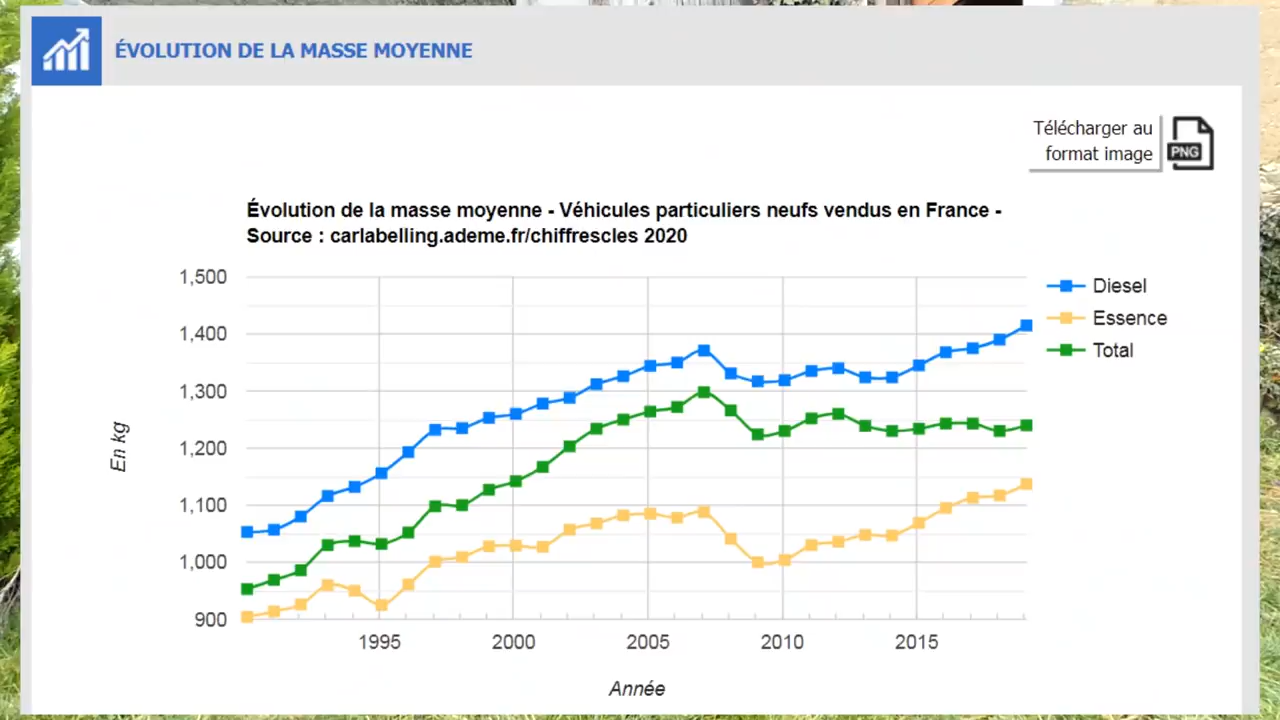 ÉVOLUTION DE LA MASSE MOYENNE
Télécharger au
format image
PNG
Évolution de la masse moyenne - Véhicules particuliers neufs vendus en France -
Source : carlabelling.ademe.fr/chiffrescles 2020
1,500
1,400
1,300
1,200
1,100
1,000
900
En kg
1995
2000
2005
2010
2015
Année
Diesel
Essence
Total